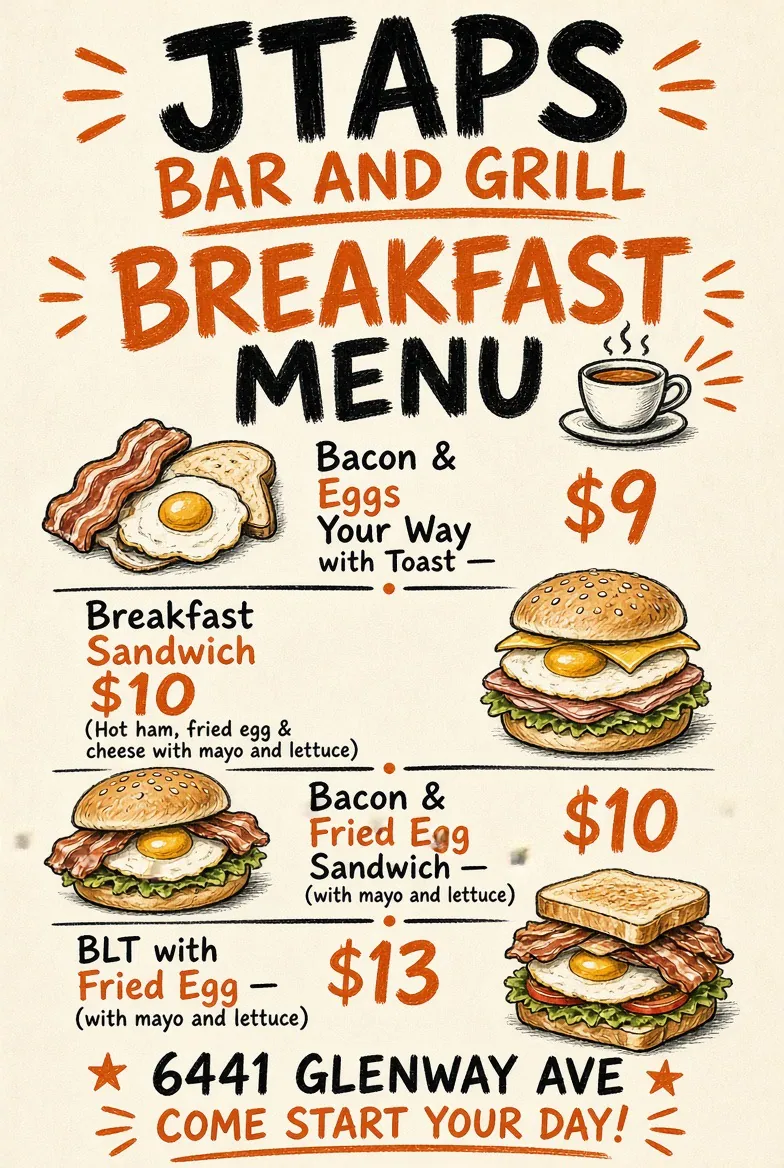 JTAPS
BAR AND GRILL
BREAKFAST
MENU
Bacon &
Eggs
Your Way
with Toast —
$9
Breakfast
Sandwich
$10
(Hot ham, fried egg &
cheese with mayo and lettuce)
Bacon &
Fried Egg
Sandwich —
(with mayo and lettuce)
$10
BLT with
Fried Egg —
(with mayo and lettuce)
$13
6441 GLENWAY AVE
COME START YOUR DAY!